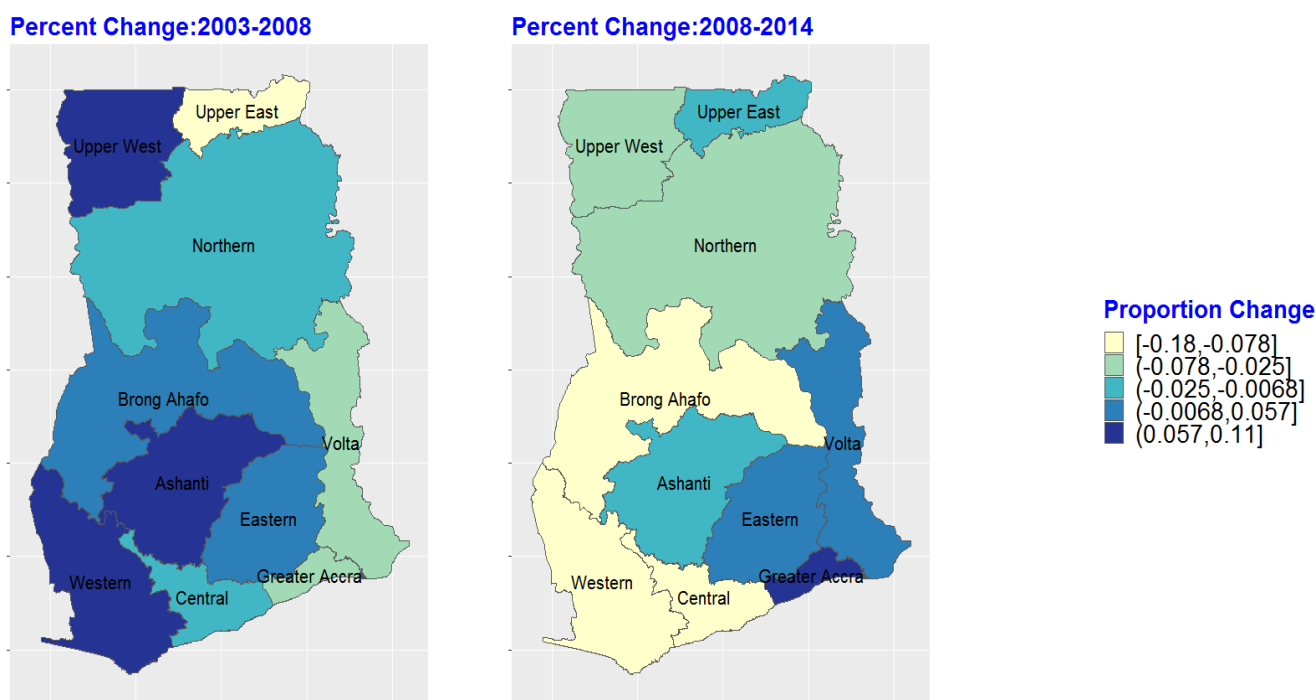 Percent Change:2003-2008
Upper East
Upper West
Northern
Brong Ahafo
Volta
Ashanti
Eastern
Greater Accra
Western
Central
Percent Change:2008-2014
Upper East
Upper West
Northern
Brong Ahafo
Volta
Ashanti
Eastern
Greater Accra
Western
Central
Proportion Change
[-0.18,-0.078]
(-0.078,-0.025]
(-0.025,-0.0068]
(-0.0068,0.057]
(0.057,0.11]